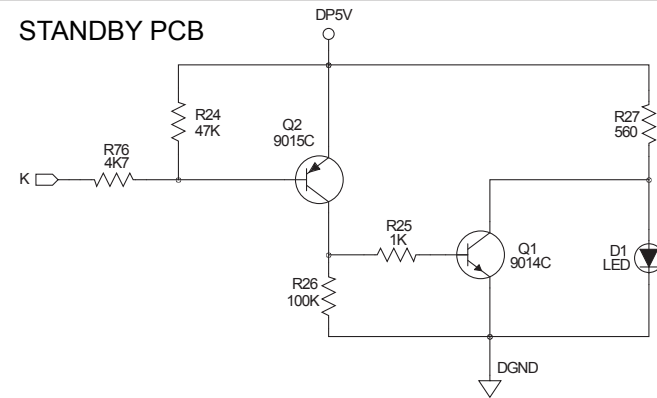 STANDBY PCB
DP5V
R24
47K
Q2
9015C
R27
560
R76
4K7
K
R25
1K
Q1
9014C
D1
LED
R26
100K
DGND